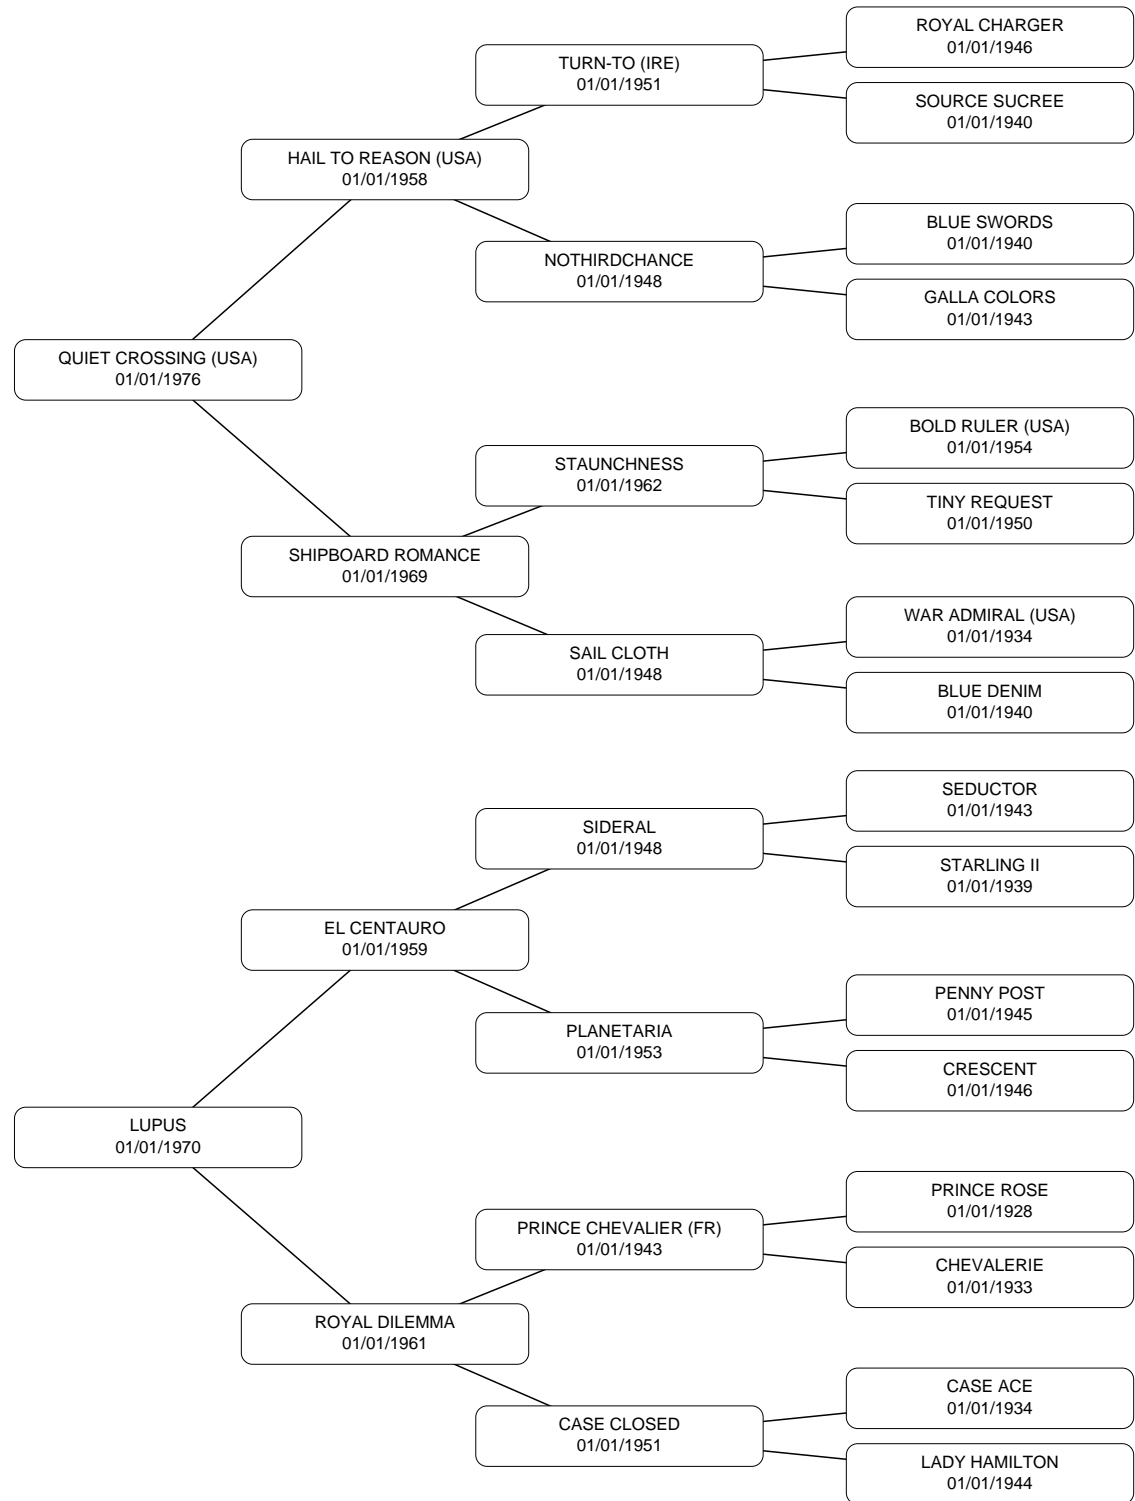 ROYAL CHARGER
01/01/1946
TURN-TO (IRE)
01/01/1951
SOURCE SUCREE
01/01/1940
HAIL TO REASON (USA)
01/01/1958
BLUE SWORDS
01/01/1940
NOTHIRDCHANCE
01/01/1948
GALLA COLORS
01/01/1943
QUIET CROSSING (USA)
01/01/1976
BOLD RULER (USA)
01/01/1954
STAUNCHNESS
01/01/1962
TINY REQUEST
01/01/1950
SHIPBOARD ROMANCE
01/01/1969
WAR ADMIRAL (USA)
01/01/1934
SAIL CLOTH
01/01/1948
BLUE DENIM
01/01/1940
SEDUCTOR
01/01/1943
SIDERAL
01/01/1948
STARLING II
01/01/1939
EL CENTAURO
01/01/1959
PENNY POST
01/01/1945
PLANETARIA
01/01/1953
CRESCENT
01/01/1946
LUPUS
01/01/1970
PRINCE ROSE
01/01/1928
PRINCE CHEVALIER (FR)
01/01/1943
CHEVALERIE
01/01/1933
ROYAL DILEMMA
01/01/1961
CASE ACE
01/01/1934
CASE CLOSED
01/01/1951
LADY HAMILTON
01/01/1944